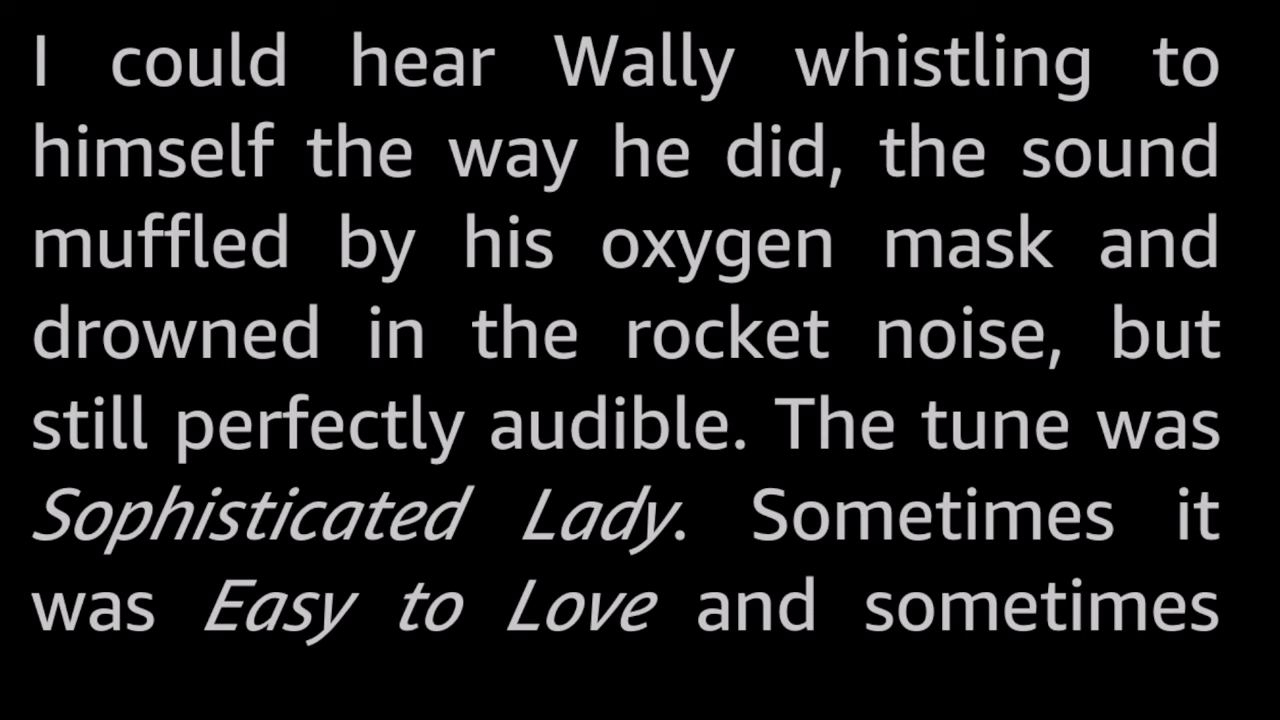 I could hear Wally whistling to
himself the way he did, the sound
muffled by his oxygen mask and
drowned in the rocket noise, but
still perfectly audible. The tune was
Sophisticated Lady. Sometimes it
was Easy to Love and sometimes